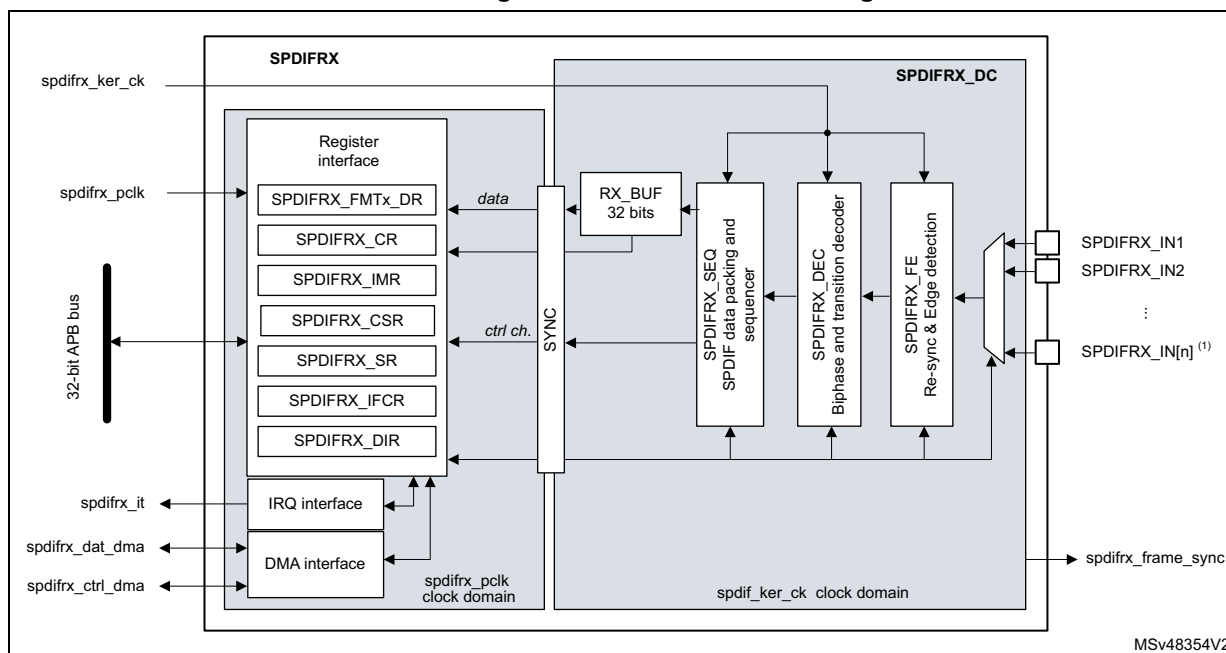 SPDIFRX
SPDIFRX_DC
spdifrx_ker_ck
Register
interface
spdifrx_pclk
SPDIFRX_FMTx_DR
SPDIFRX_CR
SPDIFRX_IMR
SPDIFRX_CSR
SPDIFRX_SR
SPDIFRX_IFCR
SPDIFRX_DIR
32-bit APB bus
data
ctrl ch.
SYNC
RX_BUF
32 bits
SPDIFRX_SEQ
SPDIF data packing and
sequencer
SPDIFRX_DEC
Biphase and transition decoder
SPDIFRX_FE
Re-sync & Edge detection
SPDIFRX_IN1
SPDIFRX_IN2
...
SPDIFRX_IN[n] (1)
spdifrx_it
IRQ interface
spdifrx_dat_dma
DMA interface
spdifrx_ctrl_dma
spdifrx_pclk
clock domain
spdif_ker_ck clock domain
spdifrx_frame_sync
MSv48354V2